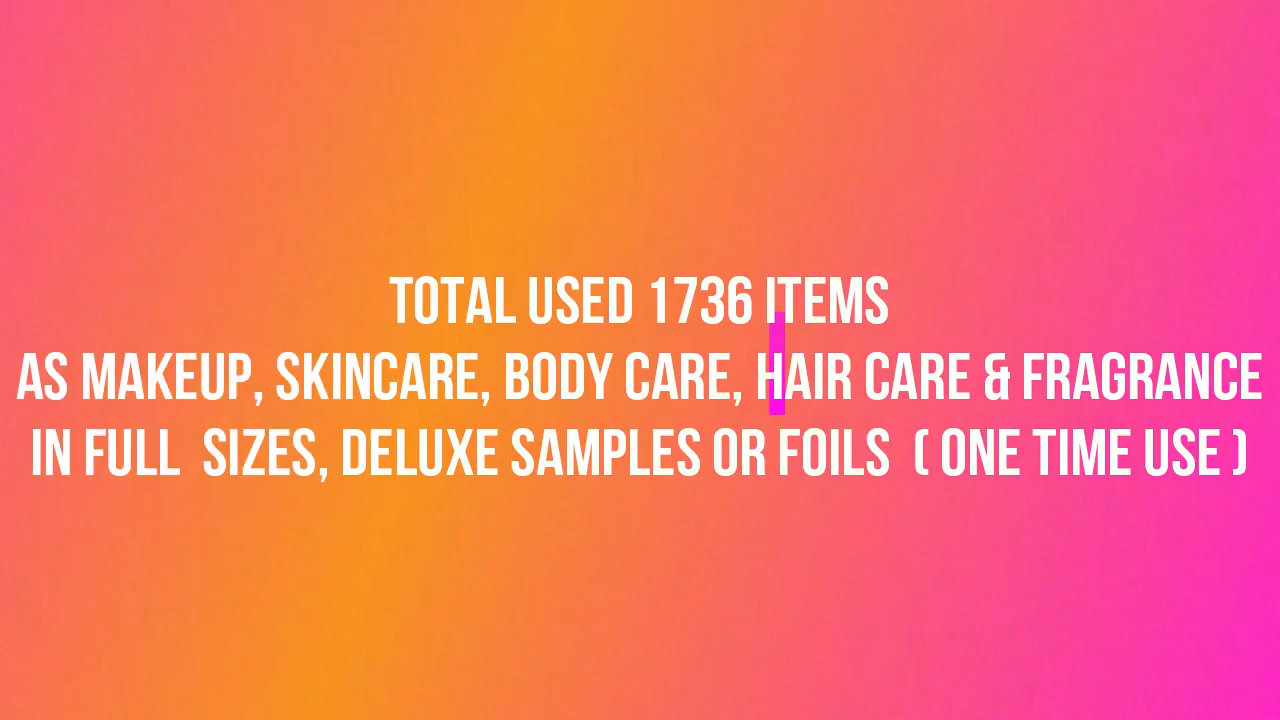 TOTAL USED 1736 ITEMS
AS MAKEUP, SKINCARE, BODY CARE, HAIR CARE & FRAGRANCE
IN FULL SIZES, DELUXE SAMPLES OR FOILS ( ONE TIME USE )